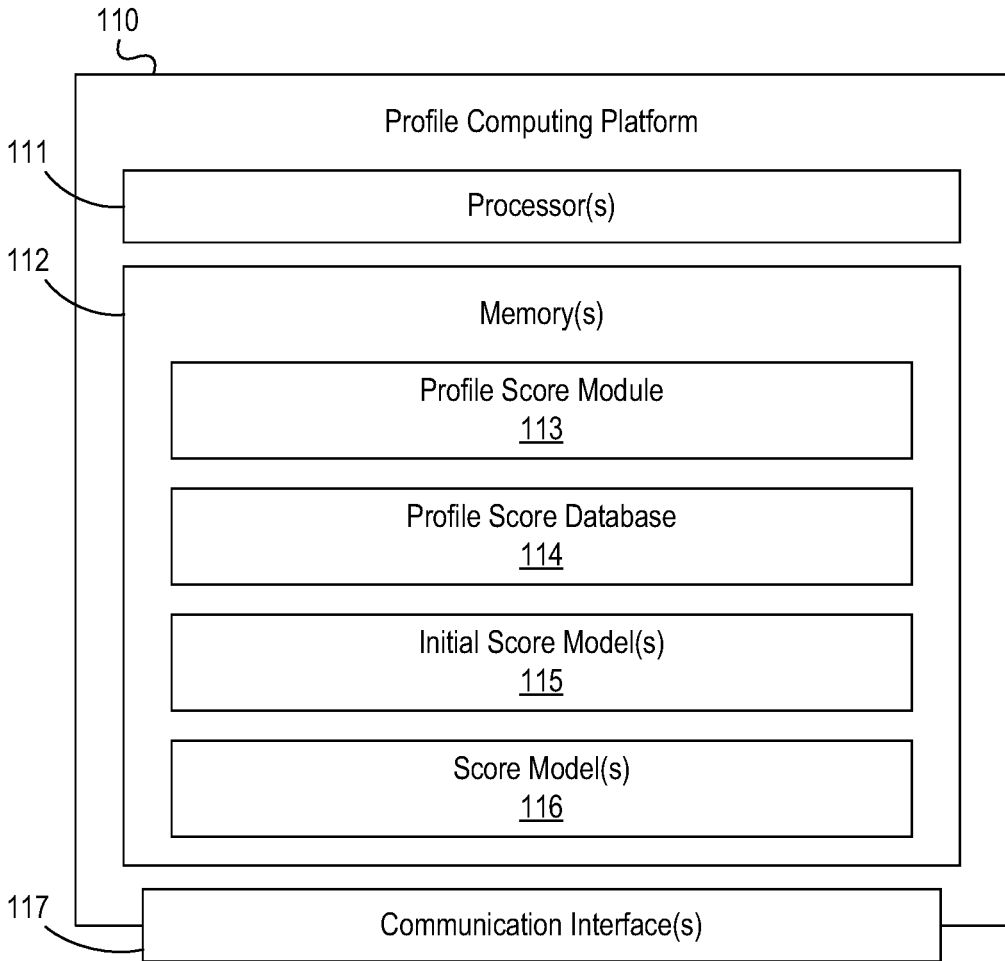 110
Profile Computing Platform
111
Processor(s)
112
Memory(s)
Profile Score Module
113
Profile Score Database
114
Initial Score Model(s)
115
Score Model(s)
116
117
Communication Interface(s)